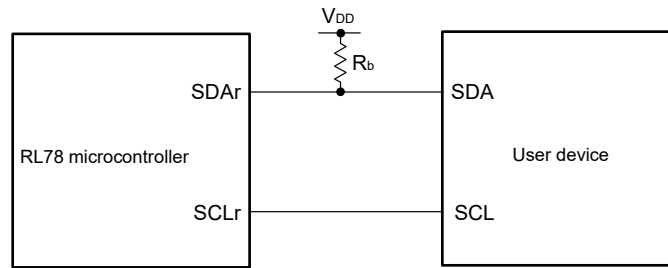 VDD
Rb
SDAr
SDA
RL78 microcontroller
User device
SCLr
SCL